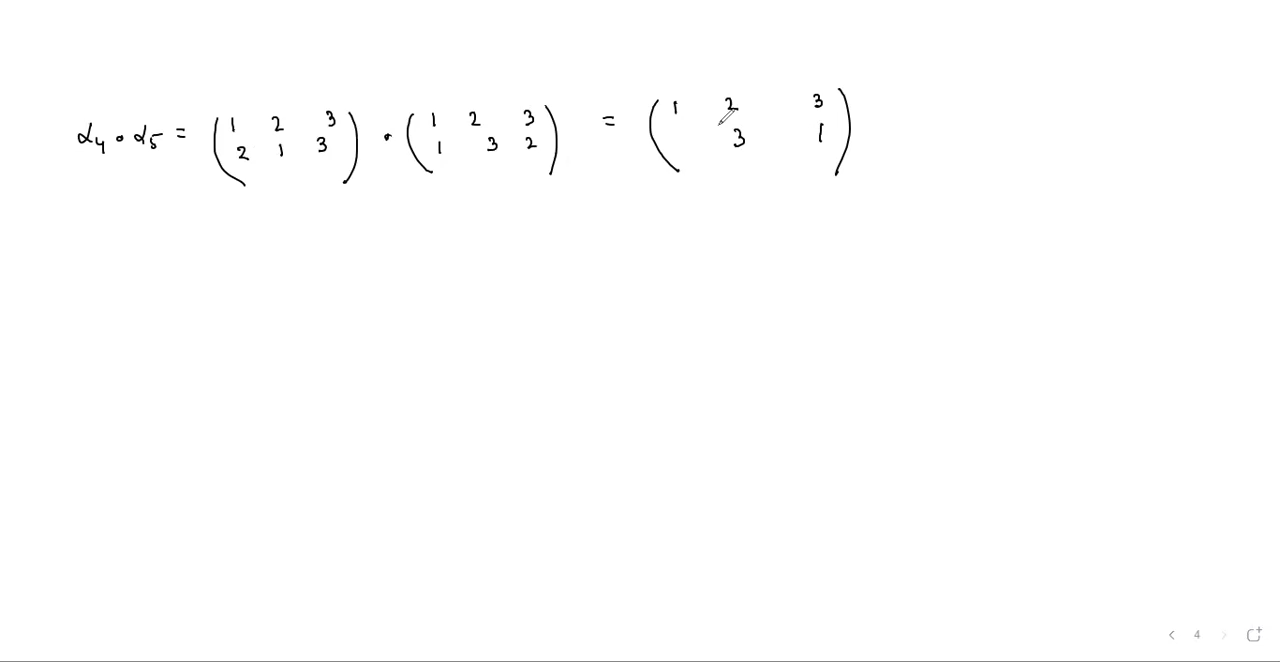 α₄ ∘ α₅ = ( 1 2 3 ) ∘ ( 1 2 3 ) = ( 1 2 3 )
( 2 1 3 ) ( 1 3 2 ) ( 3 1 )
4